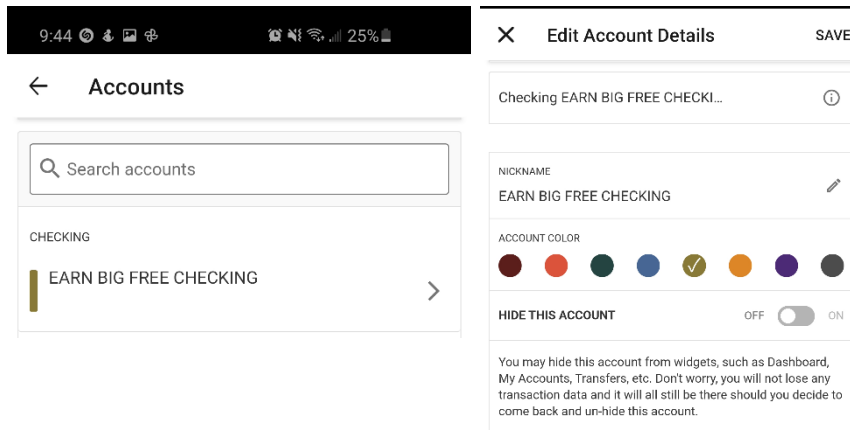 9:44
25%
Accounts
Search accounts
CHECKING
EARN BIG FREE CHECKING
Edit Account Details
SAVE
Checking EARN BIG FREE CHECKI...
NICKNAME
EARN BIG FREE CHECKING
ACCOUNT COLOR
HIDE THIS ACCOUNT
OFF
ON
You may hide this account from widgets, such as Dashboard,
My Accounts, Transfers, etc. Don't worry, you will not lose any
transaction data and it will all still be there should you decide to
come back and un-hide this account.